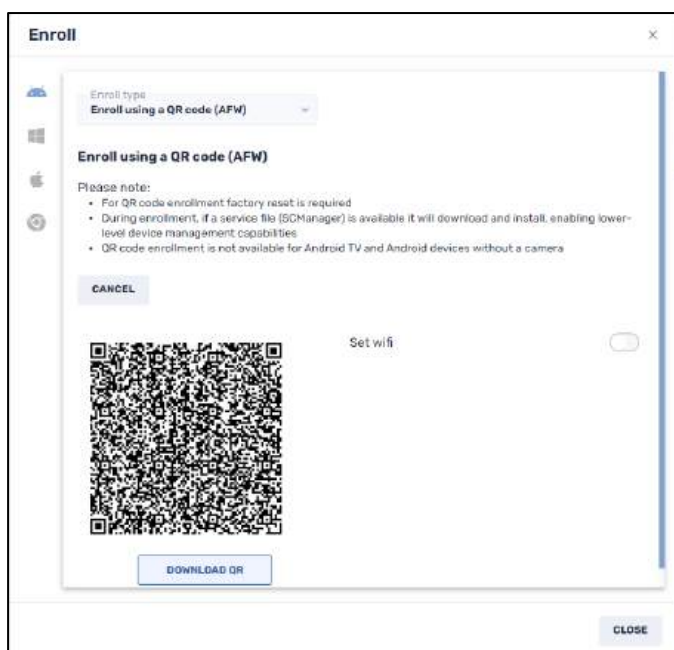 Enroll
Enroll type
Enroll using a QR code (AFW)
Enroll using a QR code (AFW)
Please note:
For QR code enrollment factory reset is required
During enrollment, if a service file (SCManager) is available it will download and install, enabling lower-
level device management capabilities
QR code enrollment is not available for Android TV and Android devices without a camera
CANCEL
Set wifi
DOWNLOAD QR
CLOSE